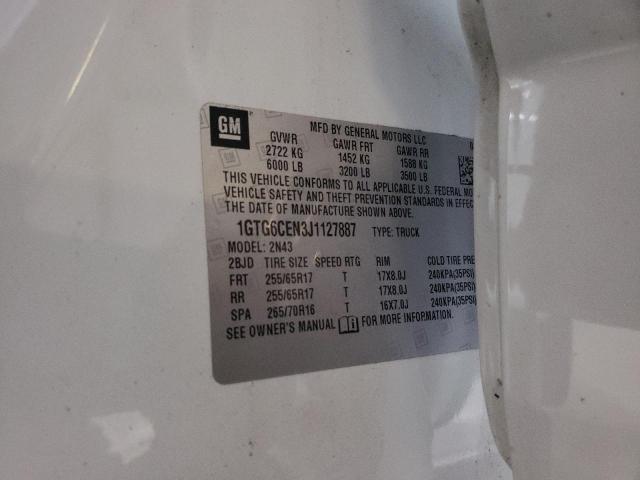 GM
MFD BY GENERAL MOTORS LLC
GVWR GAWR FRT GAWR RR
2722 KG 1452 KG 1588 KG
6000 LB 3200 LB 3500 LB
THIS VEHICLE CONFORMS TO ALL APPLICABLE U.S. FEDERAL
VEHICLE SAFETY AND THEFT PREVENTION STANDARDS IN
THE DATE OF MANUFACTURE SHOWN ABOVE.
1GTG6CEN3J1127887 TYPE: TRUCK
MODEL: 2N43
2BJD TIRE SIZE SPEED RTG RIM COLD TIRE PRE
FRT 255/65R17 T 17X8.0J 240KPA(35PSI)
RR 255/65R17 T 17X8.0J 240KPA(35PSI)
SPA 265/70R16 T 16X7.0J 240KPA(35PSI)
SEE OWNER'S MANUAL FOR MORE INFORMATION.